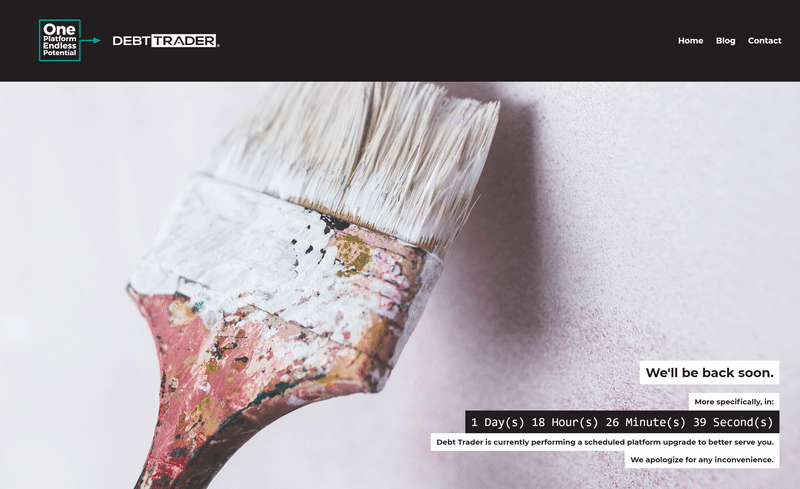 One
Platform
Endless
Potential
DEBT TRADER
Home Blog Contact
We'll be back soon.
More specifically, in:
1 Day(s) 18 Hour(s) 26 Minute(s) 39 Second(s)
Debt Trader is currently performing a scheduled platform upgrade to better serve you.
We apologize for any inconvenience.